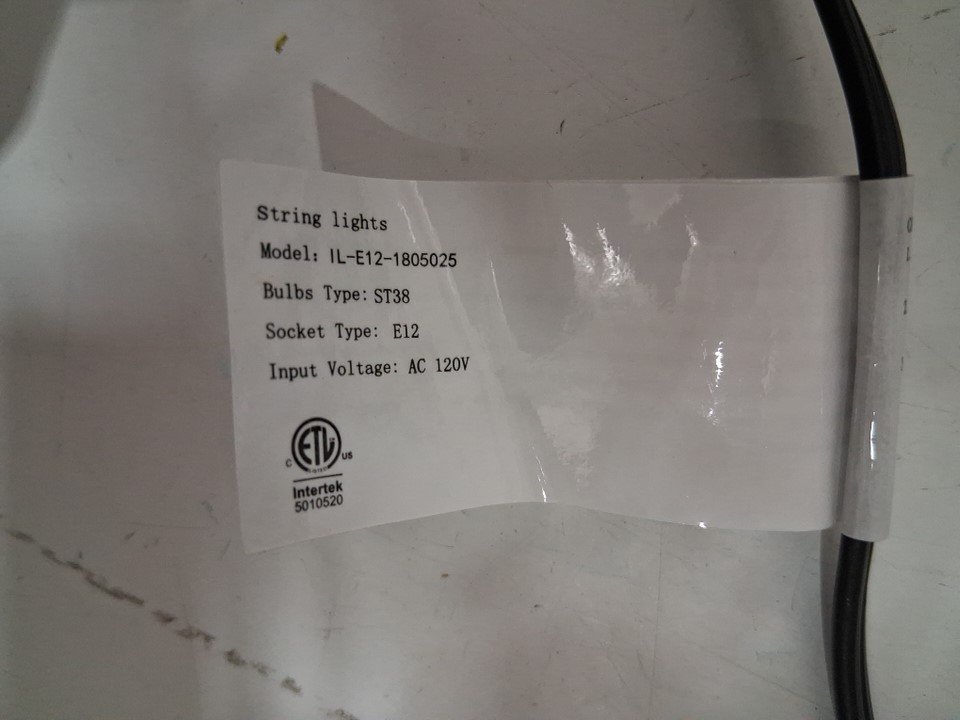 String lights
Model: IL-E12-1805025
Bulbs Type: ST38
Socket Type: E12
Input Voltage: AC 120V
ETL
C US
Intertek
5010520